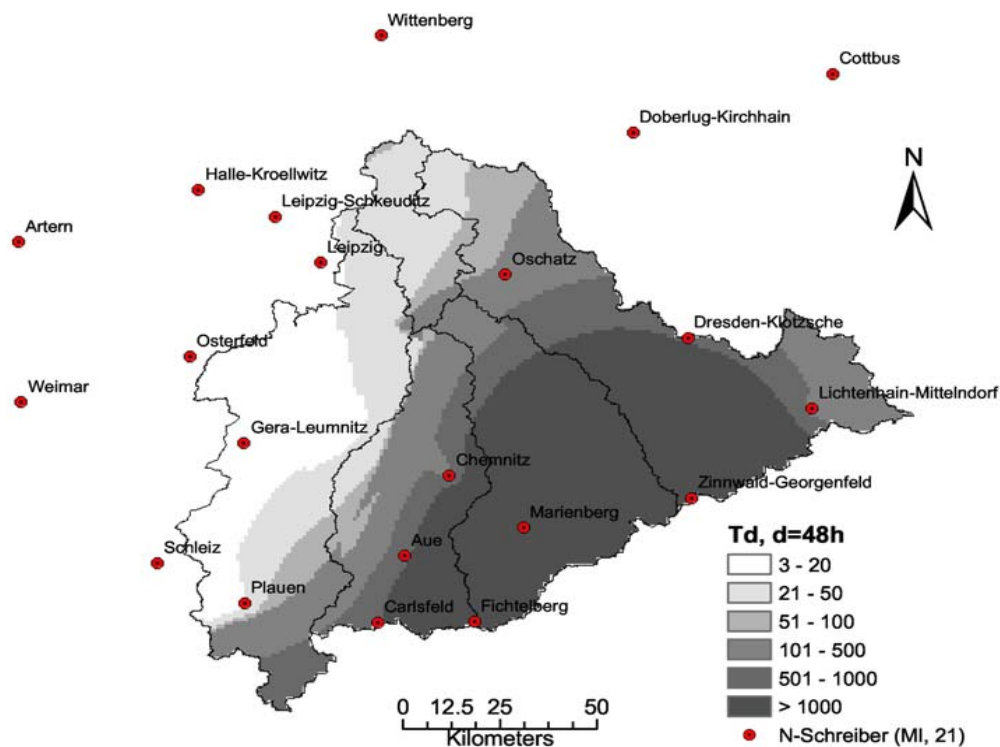 Wittenberg
Cottbus
Doberlug-Kirchhain
N
Halle-Kroellwitz
Leipzig-Schkeuditz
Artern
Leipzig
Oschatz
Dresden-Klotzsche
Osterfeld
Weimar
Lichtenhain-Mittelndorf
Gera-Leumnitz
Chemnitz
Zinnwald-Georgenfeld
Marienberg
Aue
Schleiz
Plauen
Carlsfeld
Fichtelberg
Td, d=48h
3 - 20
21 - 50
51 - 100
101 - 500
501 - 1000
> 1000
N-Schreiber (MI, 21)
0 12.5 25 50
Kilometers